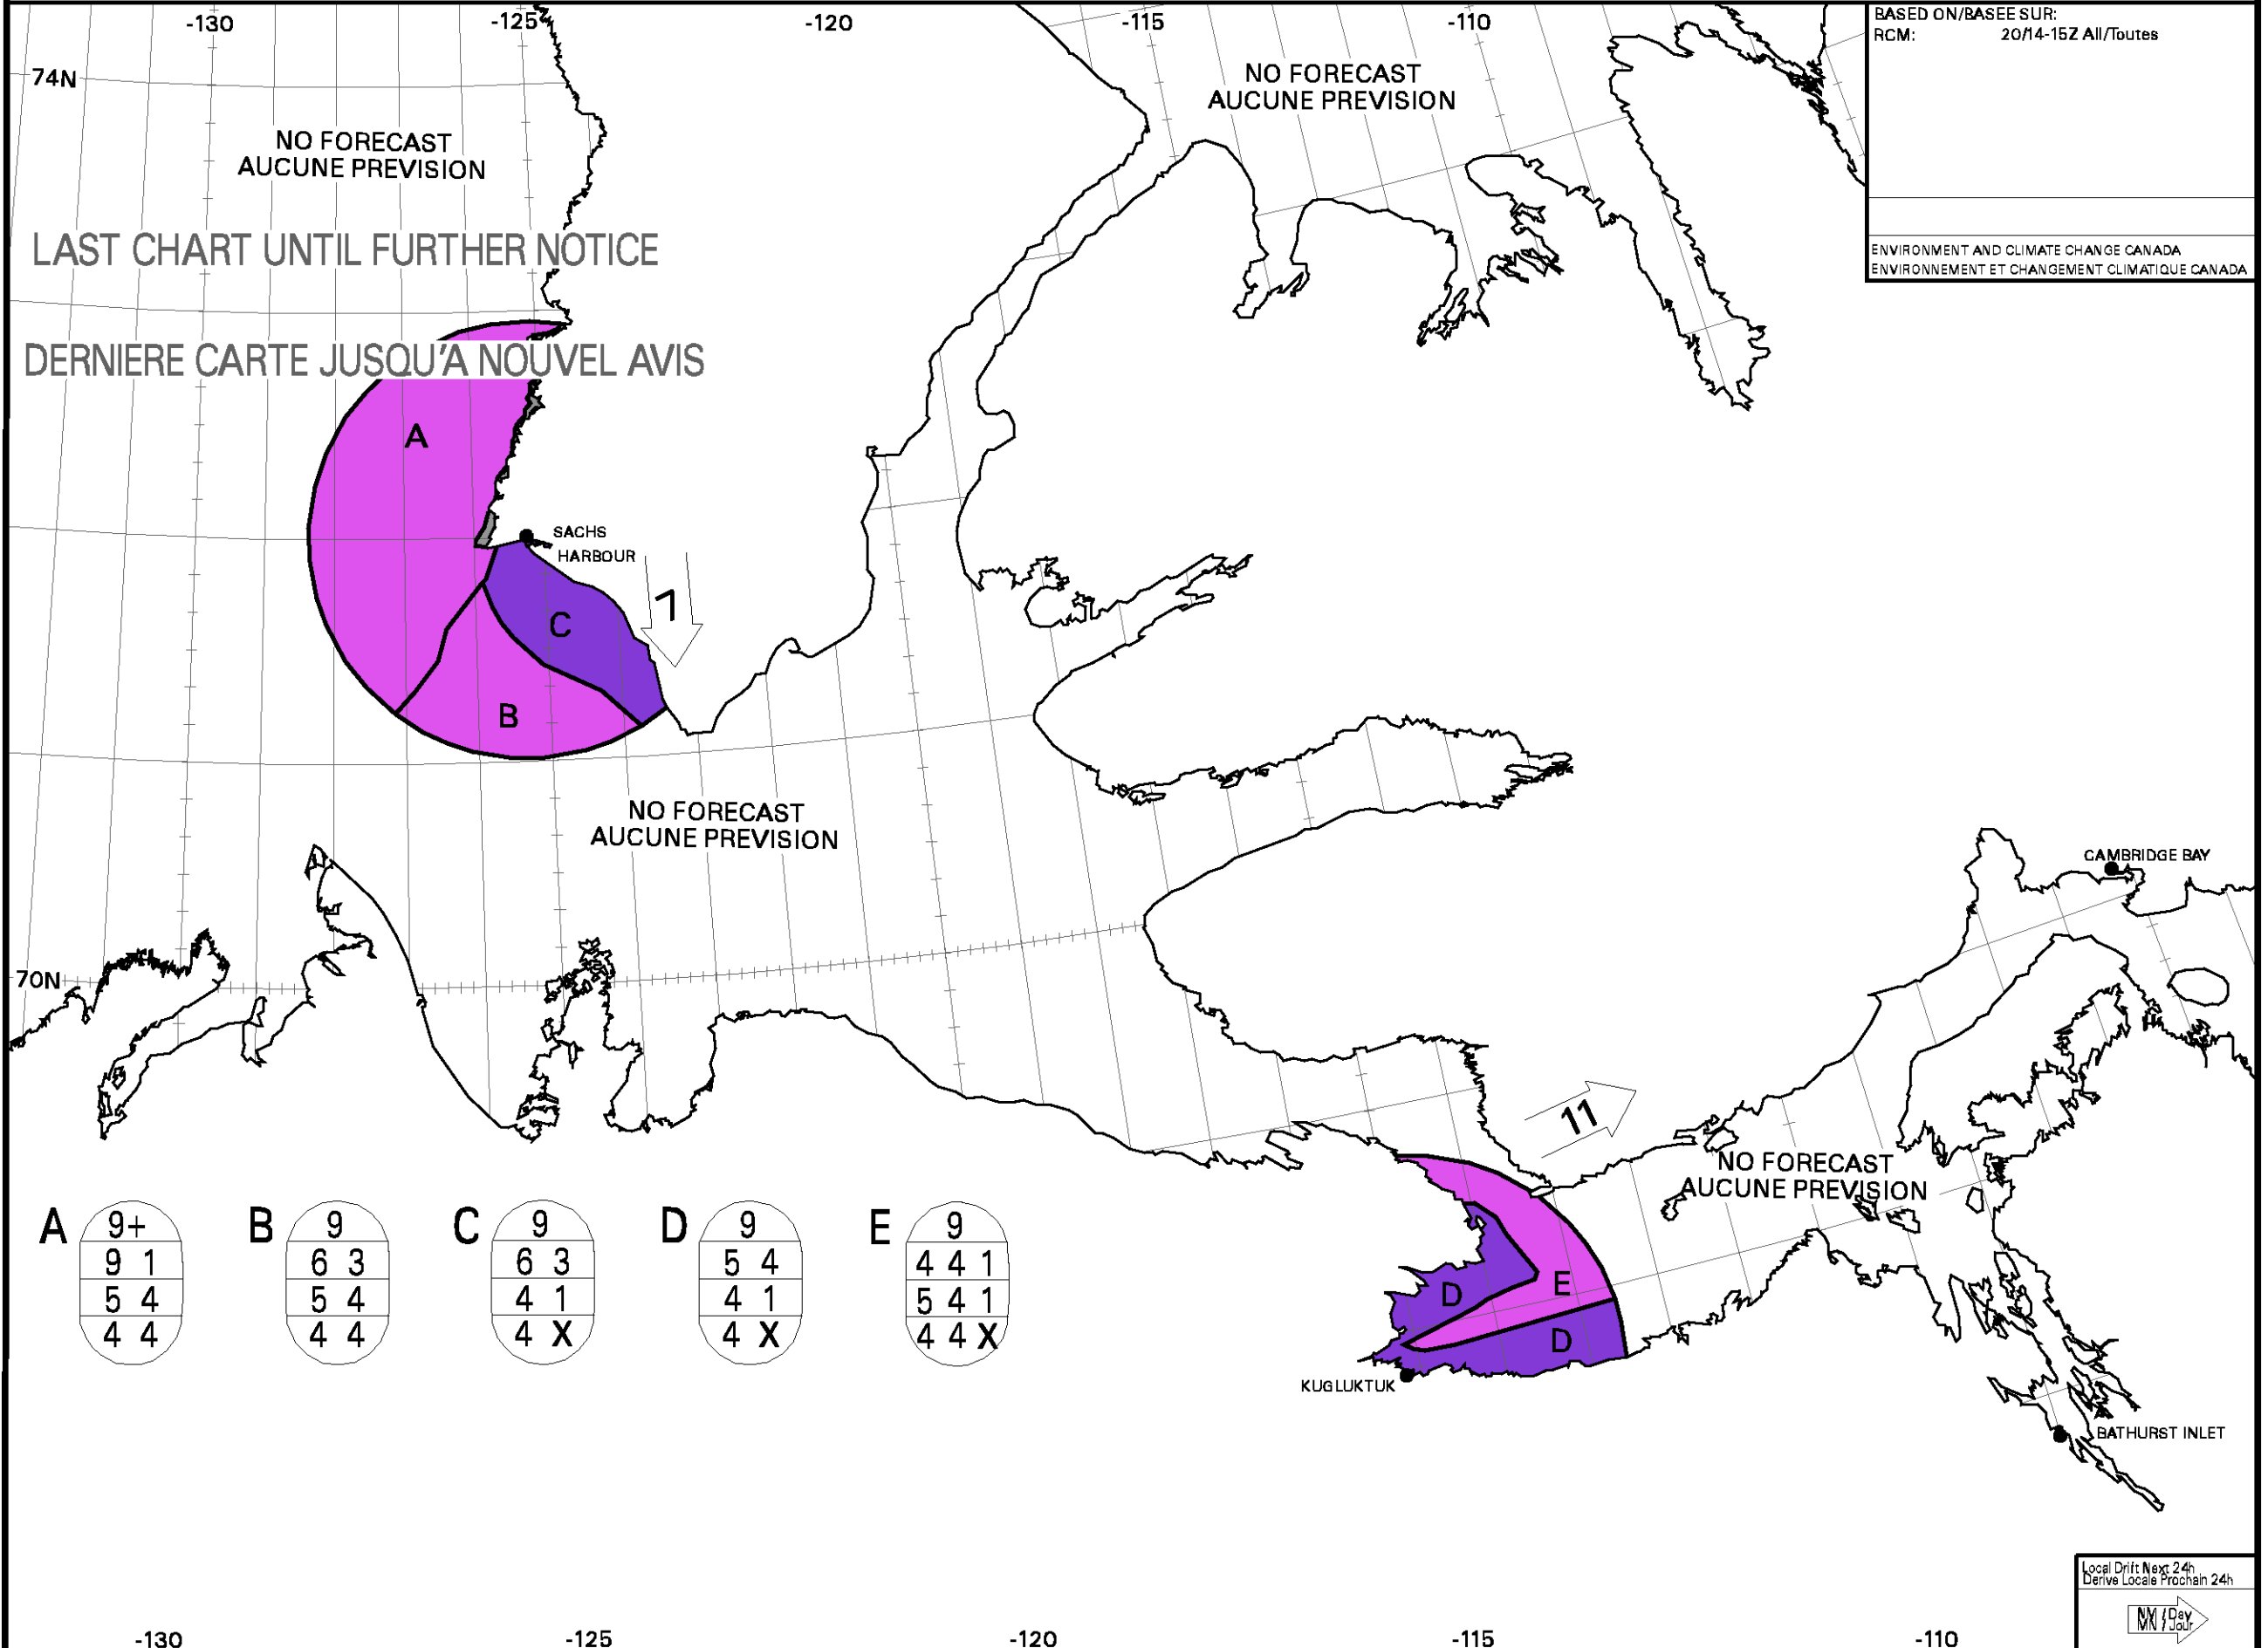 -130 -125 -120 -115 -110
BASED ON/BASEE SUR:
RCM: 20/14-15Z All/Toutes
ENVIRONMENT AND CLIMATE CHANGE CANADA
ENVIRONNEMENT ET CHANGEMENT CLIMATIQUE CANADA
74N
NO FORECAST
AUCUNE PREVISION
NO FORECAST
AUCUNE PREVISION
LAST CHART UNTIL FURTHER NOTICE
DERNIERE CARTE JUSQU'A NOUVEL AVIS
A
SACHS
HARBOUR
7
C
B
NO FORECAST
AUCUNE PREVISION
CAMBRIDGE BAY
70N
11
NO FORECAST
AUCUNE PREVISION
E
D
D
KUGLUKTUK
BATHURST INLET
A
9+
9 1
5 4
4 4
B
9
6 3
5 4
4 4
C
9
6 3
4 1
4 X
D
9
5 4
4 1
4 X
E
9
4 4 1
5 4 1
4 4 X
Local Drift Next 24h
Derive Locale Prochain 24h
NM / Day
MN / Jour
-130 -125 -120 -115 -110